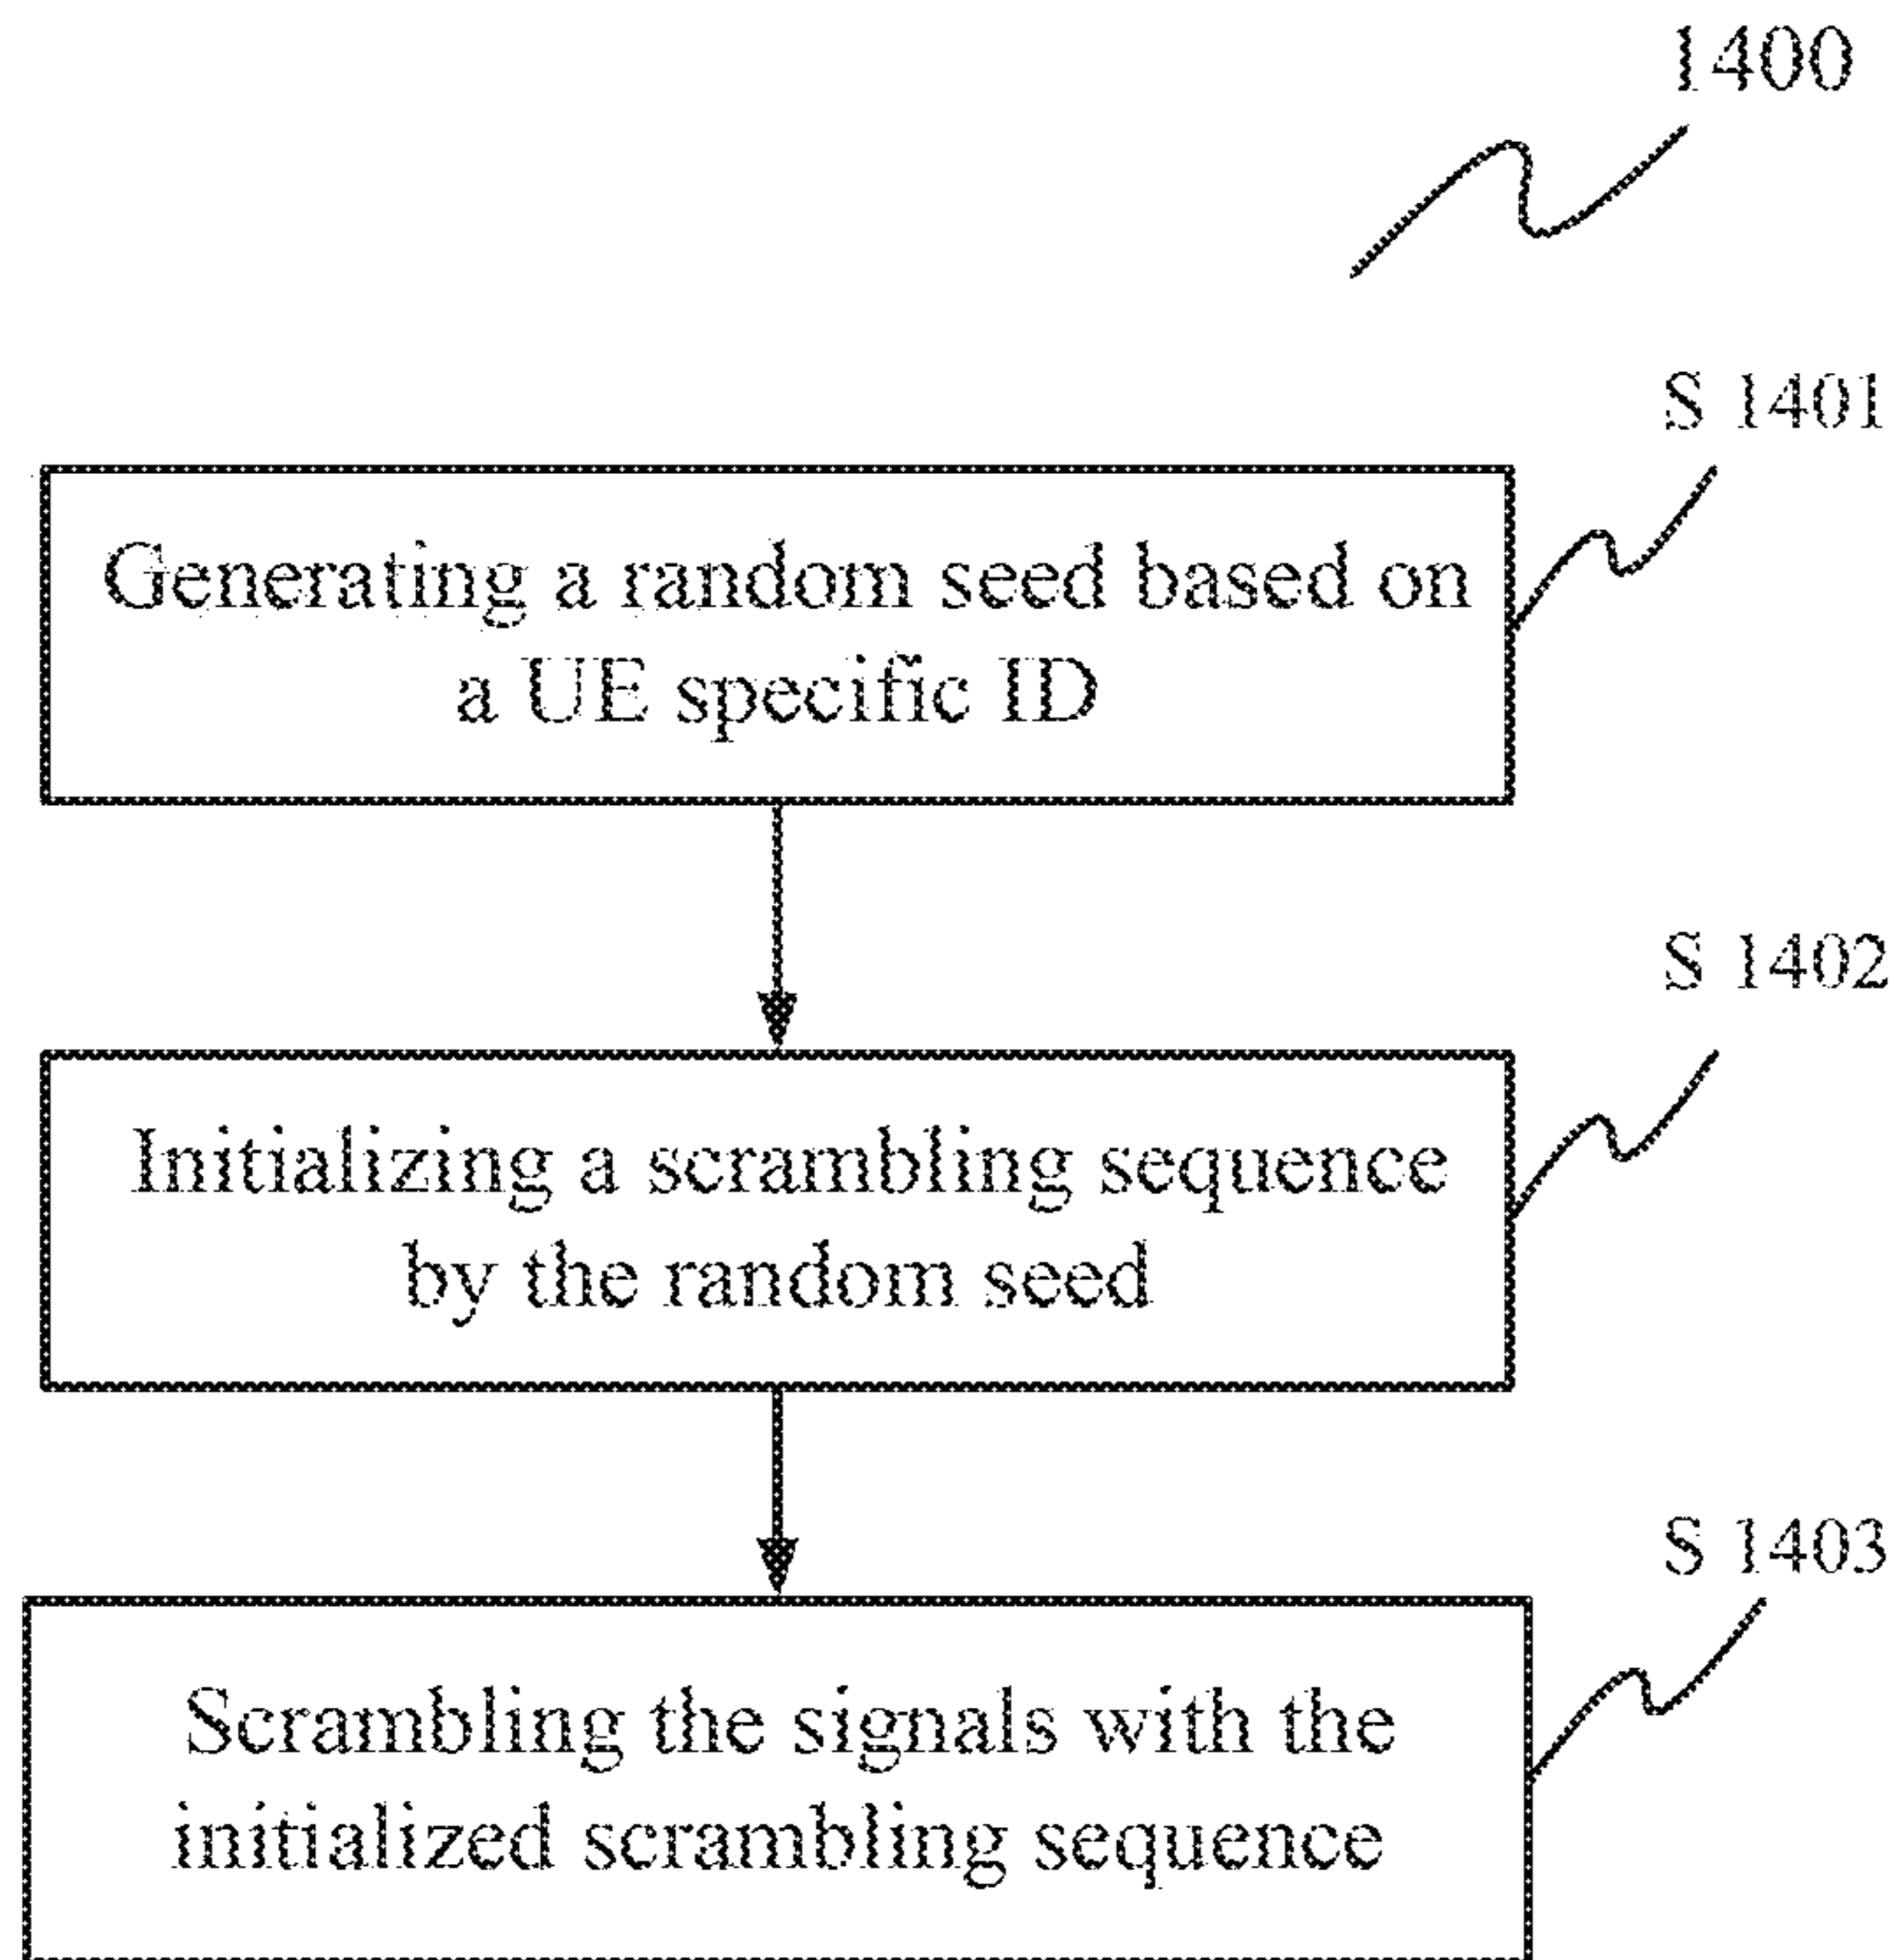 1400
S 1401
Generating a random seed based on
a UE specific ID
S 1402
Initializing a scrambling sequence
by the random seed
S 1403
Scrambling the signals with the
initialized scrambling sequence